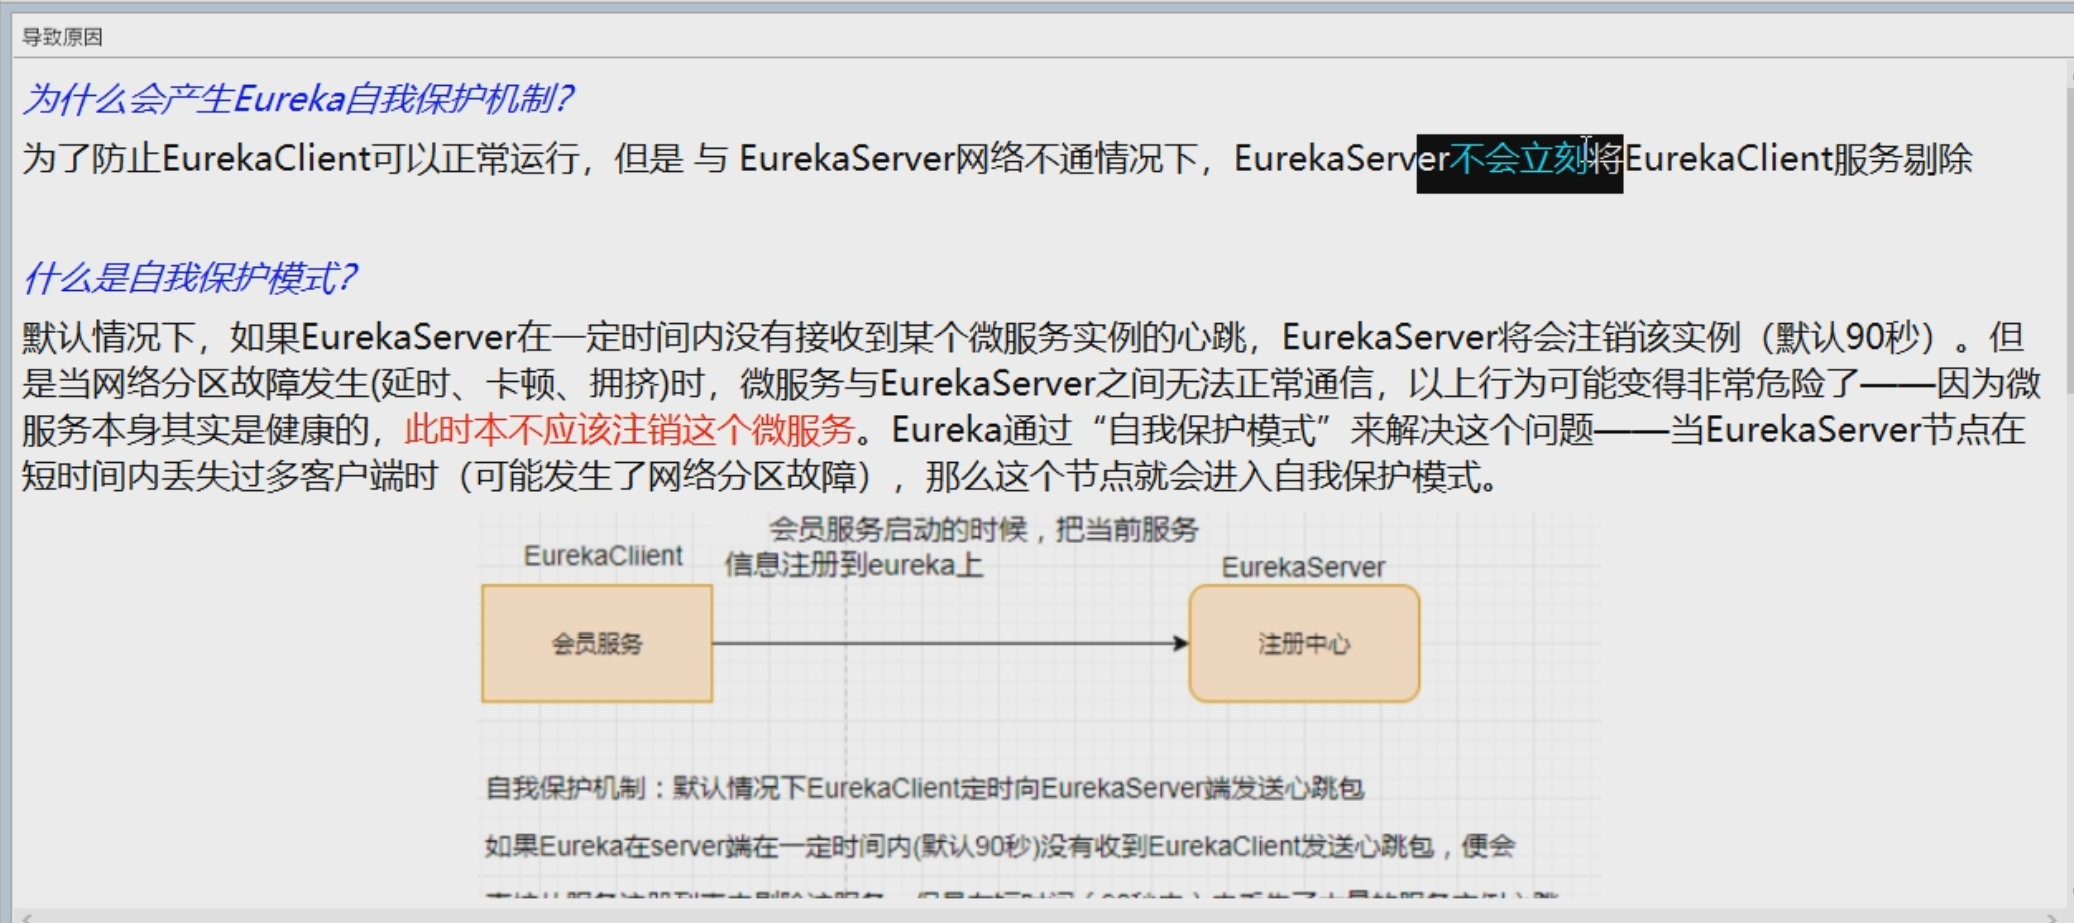 导致原因
为什么会产生Eureka自我保护机制?
为了防止EurekaClient可以正常运行，但是 与 EurekaServer网络不通情况下，EurekaServer不会立刻将EurekaClient服务剔除
什么是自我保护模式?
默认情况下，如果EurekaServer在一定时间内没有接收到某个微服务实例的心跳，EurekaServer将会注销该实例（默认90秒）。但
是当网络分区故障发生(延时、卡顿、拥挤)时，微服务与EurekaServer之间无法正常通信，以上行为可能变得非常危险了——因为微
服务本身其实是健康的，此时本不应该注销这个微服务。Eureka通过“自我保护模式”来解决这个问题——当EurekaServer节点在
短时间内丢失过多客户端时（可能发生了网络分区故障），那么这个节点就会进入自我保护模式。
会员服务启动的时候，把当前服务
信息注册到eureka上
EurekaCliient
EurekaServer
会员服务
注册中心
自我保护机制：默认情况下EurekaClient定时向EurekaServer端发送心跳包
如果Eureka在server端在一定时间内(默认90秒)没有收到EurekaClient发送心跳包，便会